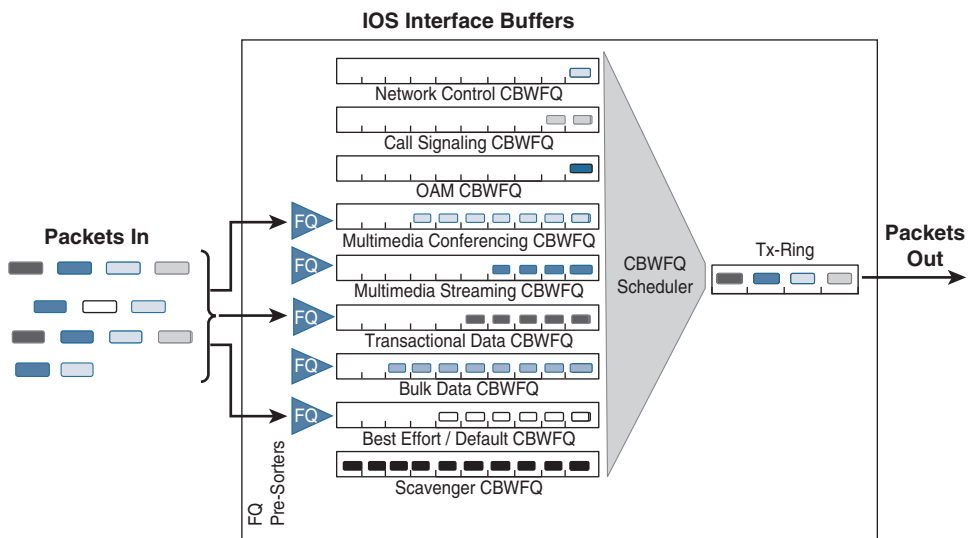 IOS Interface Buffers
Network Control CBWFQ
Call Signaling CBWFQ
OAM CBWFQ
FQ
Multimedia Conferencing CBWFQ
Packets In
FQ
Multimedia Streaming CBWFQ
CBWFQ
Scheduler
Tx-Ring
Packets
Out
FQ
Transactional Data CBWFQ
FQ
Bulk Data CBWFQ
FQ
Best Effort / Default CBWFQ
Scavenger CBWFQ
FQ
Pre-Sorters